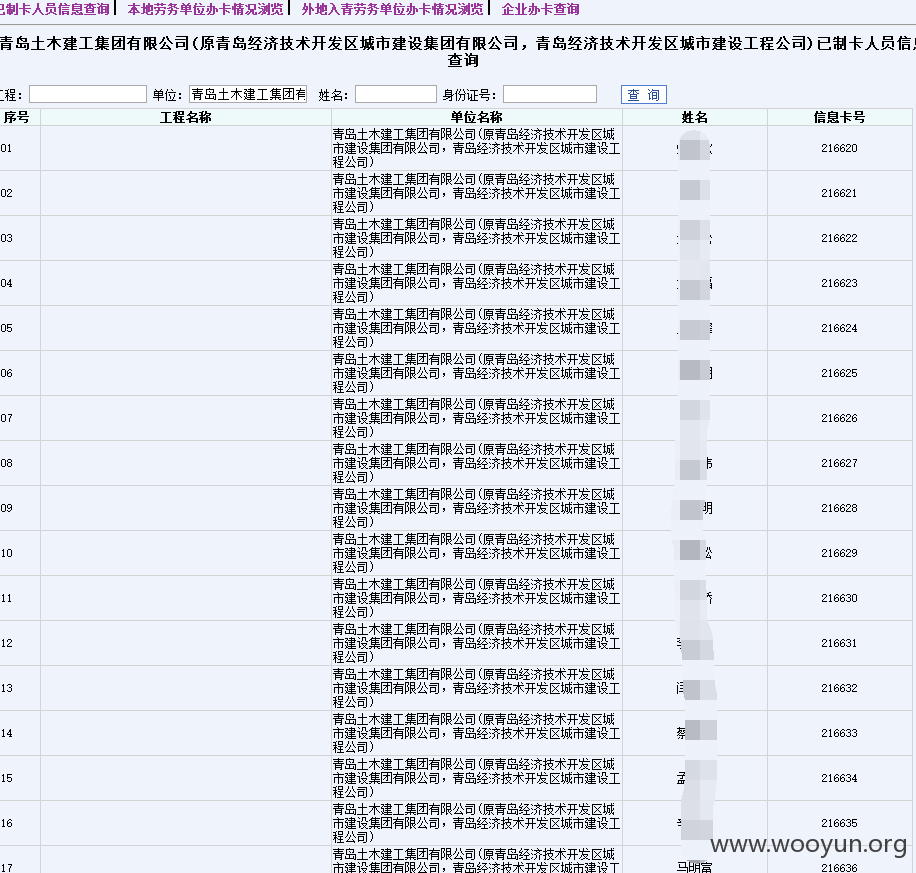 已制卡人员信息查询 本地劳务单位办卡情况浏览 外地入青劳务单位办卡情况浏览 企业办卡查询
青岛土木建工集团有限公司(原青岛经济技术开发区城市建设集团有限公司，青岛经济技术开发区城市建设工程公司)已制卡人员信
查询
工程: 单位: 青岛土木建工集团有 姓名: 身份证号: 查 询
序号 工程名称 单位名称 姓名 信息卡号
青岛土木建工集团有限公司(原青岛经济技术开发区城
01 市建设集团有限公司，青岛经济技术开发区城市建设工 216620
程公司)
青岛土木建工集团有限公司(原青岛经济技术开发区城
02 市建设集团有限公司，青岛经济技术开发区城市建设工 216621
程公司)
青岛土木建工集团有限公司(原青岛经济技术开发区城
03 市建设集团有限公司，青岛经济技术开发区城市建设工 216622
程公司)
青岛土木建工集团有限公司(原青岛经济技术开发区城
04 市建设集团有限公司，青岛经济技术开发区城市建设工 216623
程公司)
青岛土木建工集团有限公司(原青岛经济技术开发区城
05 市建设集团有限公司，青岛经济技术开发区城市建设工 216624
程公司)
青岛土木建工集团有限公司(原青岛经济技术开发区城
06 市建设集团有限公司，青岛经济技术开发区城市建设工 216625
程公司)
青岛土木建工集团有限公司(原青岛经济技术开发区城
07 市建设集团有限公司，青岛经济技术开发区城市建设工 216626
程公司)
青岛土木建工集团有限公司(原青岛经济技术开发区城
08 市建设集团有限公司，青岛经济技术开发区城市建设工 216627
程公司)
青岛土木建工集团有限公司(原青岛经济技术开发区城
09 市建设集团有限公司，青岛经济技术开发区城市建设工 明 216628
程公司)
青岛土木建工集团有限公司(原青岛经济技术开发区城
10 市建设集团有限公司，青岛经济技术开发区城市建设工 216629
程公司)
青岛土木建工集团有限公司(原青岛经济技术开发区城
11 市建设集团有限公司，青岛经济技术开发区城市建设工 216630
程公司)
青岛土木建工集团有限公司(原青岛经济技术开发区城
12 市建设集团有限公司，青岛经济技术开发区城市建设工 216631
程公司)
青岛土木建工集团有限公司(原青岛经济技术开发区城
13 市建设集团有限公司，青岛经济技术开发区城市建设工 216632
程公司)
青岛土木建工集团有限公司(原青岛经济技术开发区城
14 市建设集团有限公司，青岛经济技术开发区城市建设工 蔡 216633
程公司)
青岛土木建工集团有限公司(原青岛经济技术开发区城
15 市建设集团有限公司，青岛经济技术开发区城市建设工 孟 216634
程公司)
青岛土木建工集团有限公司(原青岛经济技术开发区城
16 市建设集团有限公司，青岛经济技术开发区城市建设工 216635
程公司)
www.wooyun.org
青岛土木建工集团有限公司(原青岛经济技术开发区城
17 市建设集团有限公司，青岛经济技术开发区城市建设工 马明富 216636